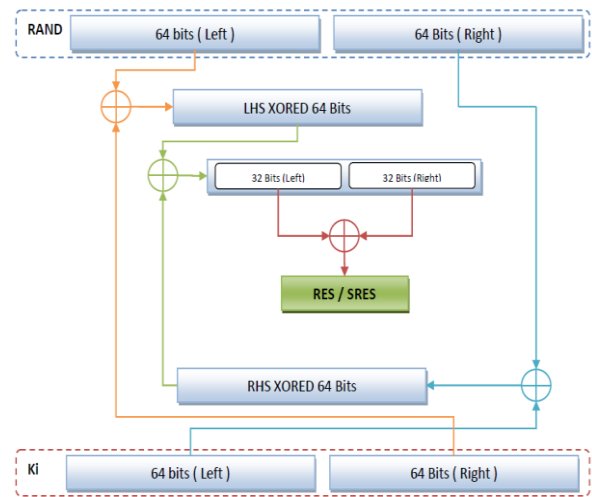 RAND
64 bits ( Left )
64 Bits ( Right )
LHS XORED 64 Bits
32 Bits (Left)
32 Bits (Right)
RES / SRES
RHS XORED 64 Bits
Ki
64 bits ( Left )
64 Bits ( Right )